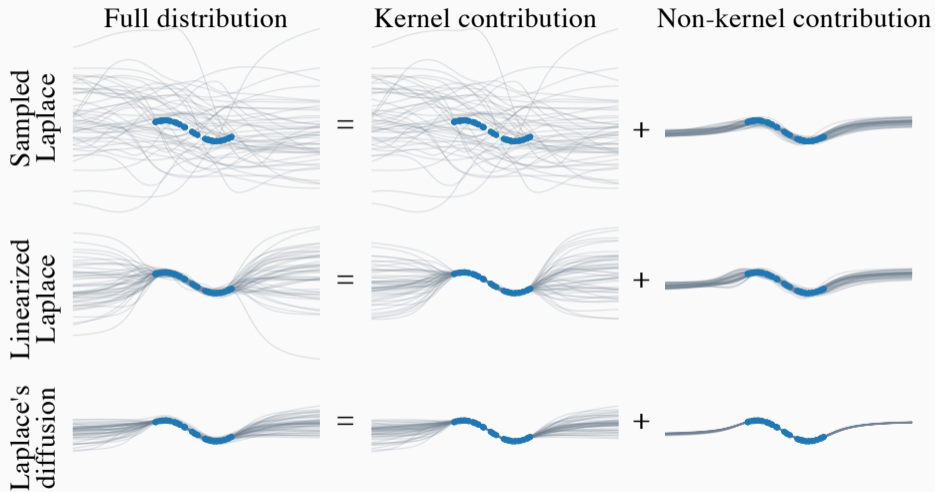 Full distribution
Kernel contribution
Non-kernel contribution
Sampled
Laplace
=
+
Linearized
Laplace
=
+
Laplace's
diffusion
=
+